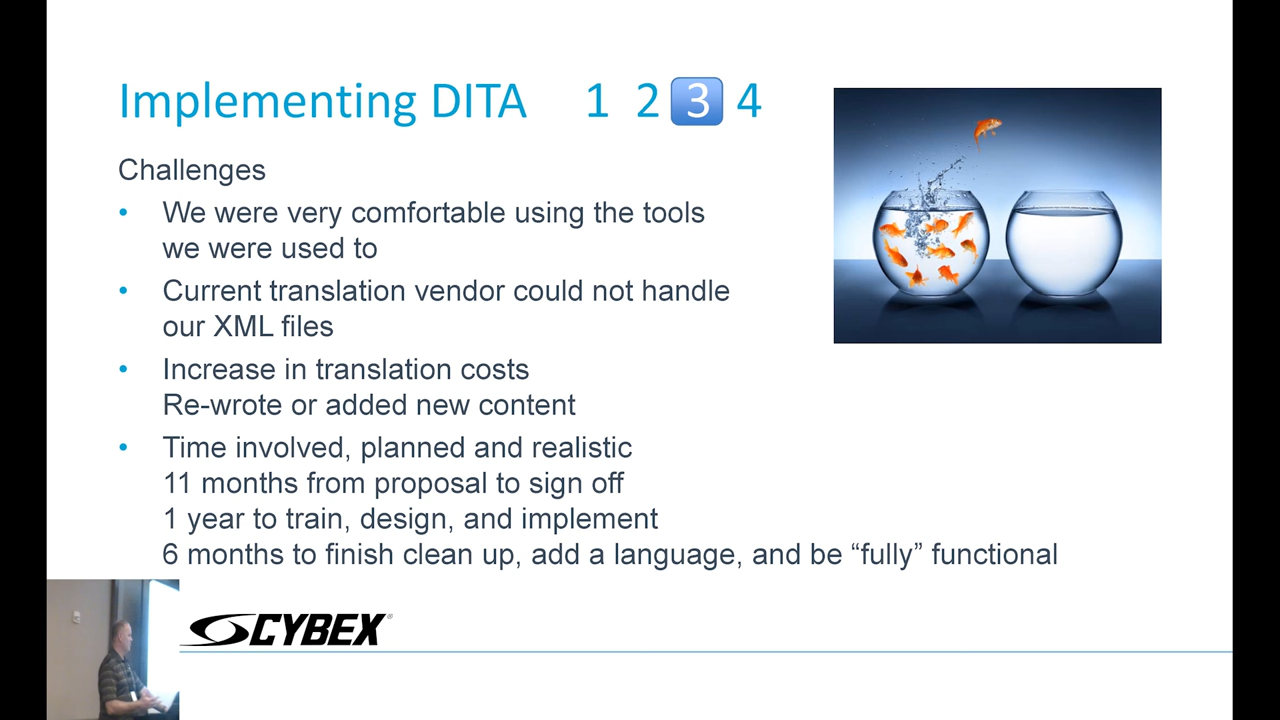 Implementing DITA 1 2 3 4
Challenges
• We were very comfortable using the tools
we were used to
• Current translation vendor could not handle
our XML files
• Increase in translation costs
Re-wrote or added new content
• Time involved, planned and realistic
11 months from proposal to sign off
1 year to train, design, and implement
6 months to finish clean up, add a language, and be “fully” functional
CYBEX®